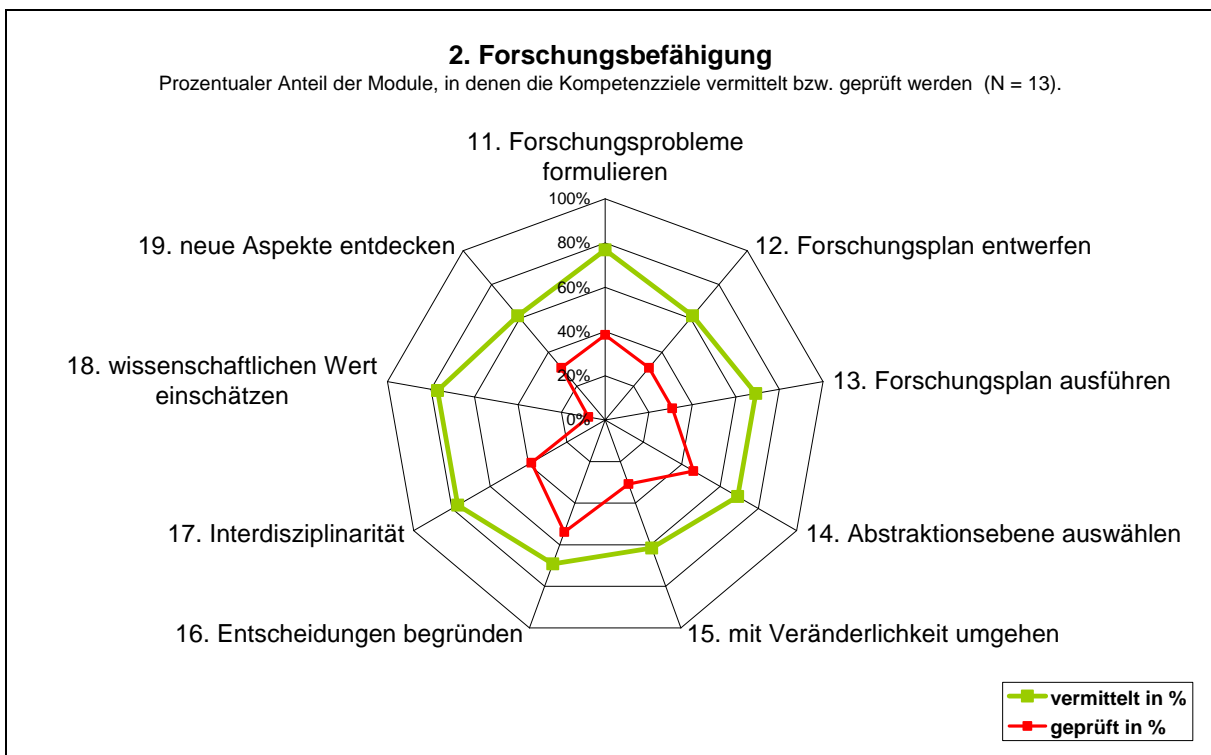 2. Forschungsbefähigung
Prozentualer Anteil der Module, in denen die Kompetenzziele vermittelt bzw. geprüft werden (N = 13).
11. Forschungsprobleme
formulieren
12. Forschungsplan entwerfen
13. Forschungsplan ausführen
14. Abstraktionsebene auswählen
15. mit Veränderlichkeit umgehen
16. Entscheidungen begründen
17. Interdisziplinarität
18. wissenschaftlichen Wert
einschätzen
19. neue Aspekte entdecken
100%
80%
60%
40%
20%
0%
vermittelt in %
geprüft in %